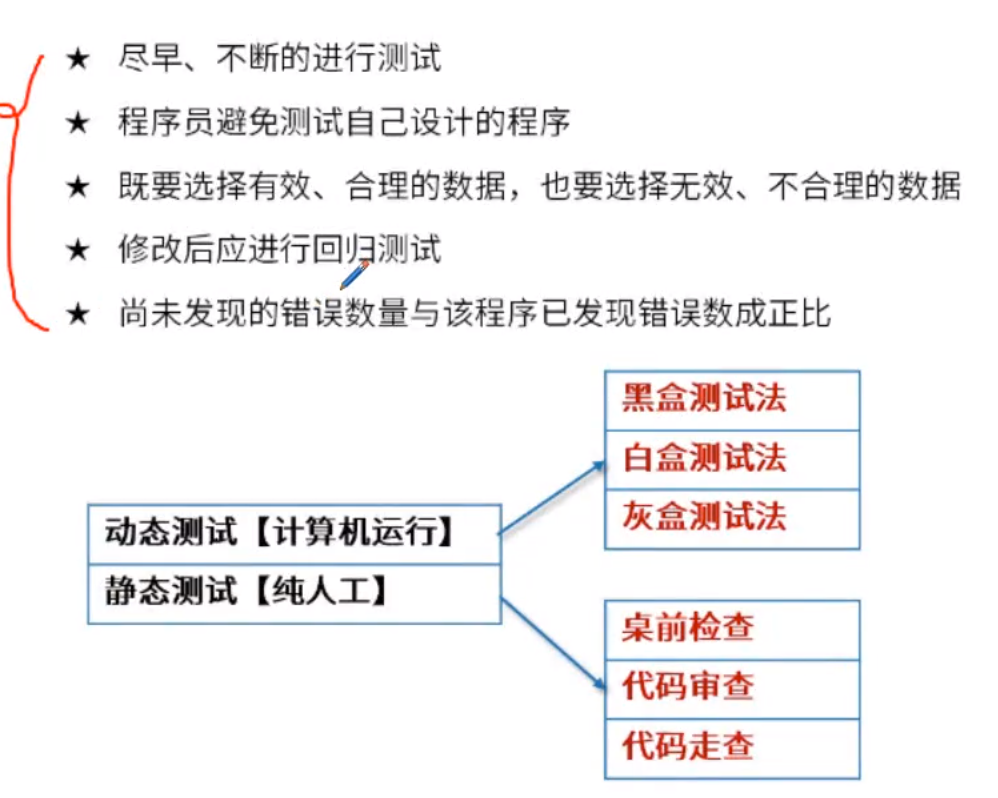 ★ 尽早、不断的进行测试
★ 程序员避免测试自己设计的程序
★ 既要选择有效、合理的数据，也要选择无效、不合理的数据
★ 修改后应进行回归测试
★ 尚未发现的错误数量与该程序已发现错误数成正比
动态测试【计算机运行】
静态测试【纯人工】
黑盒测试法
白盒测试法
灰盒测试法
桌前检查
代码审查
代码走查